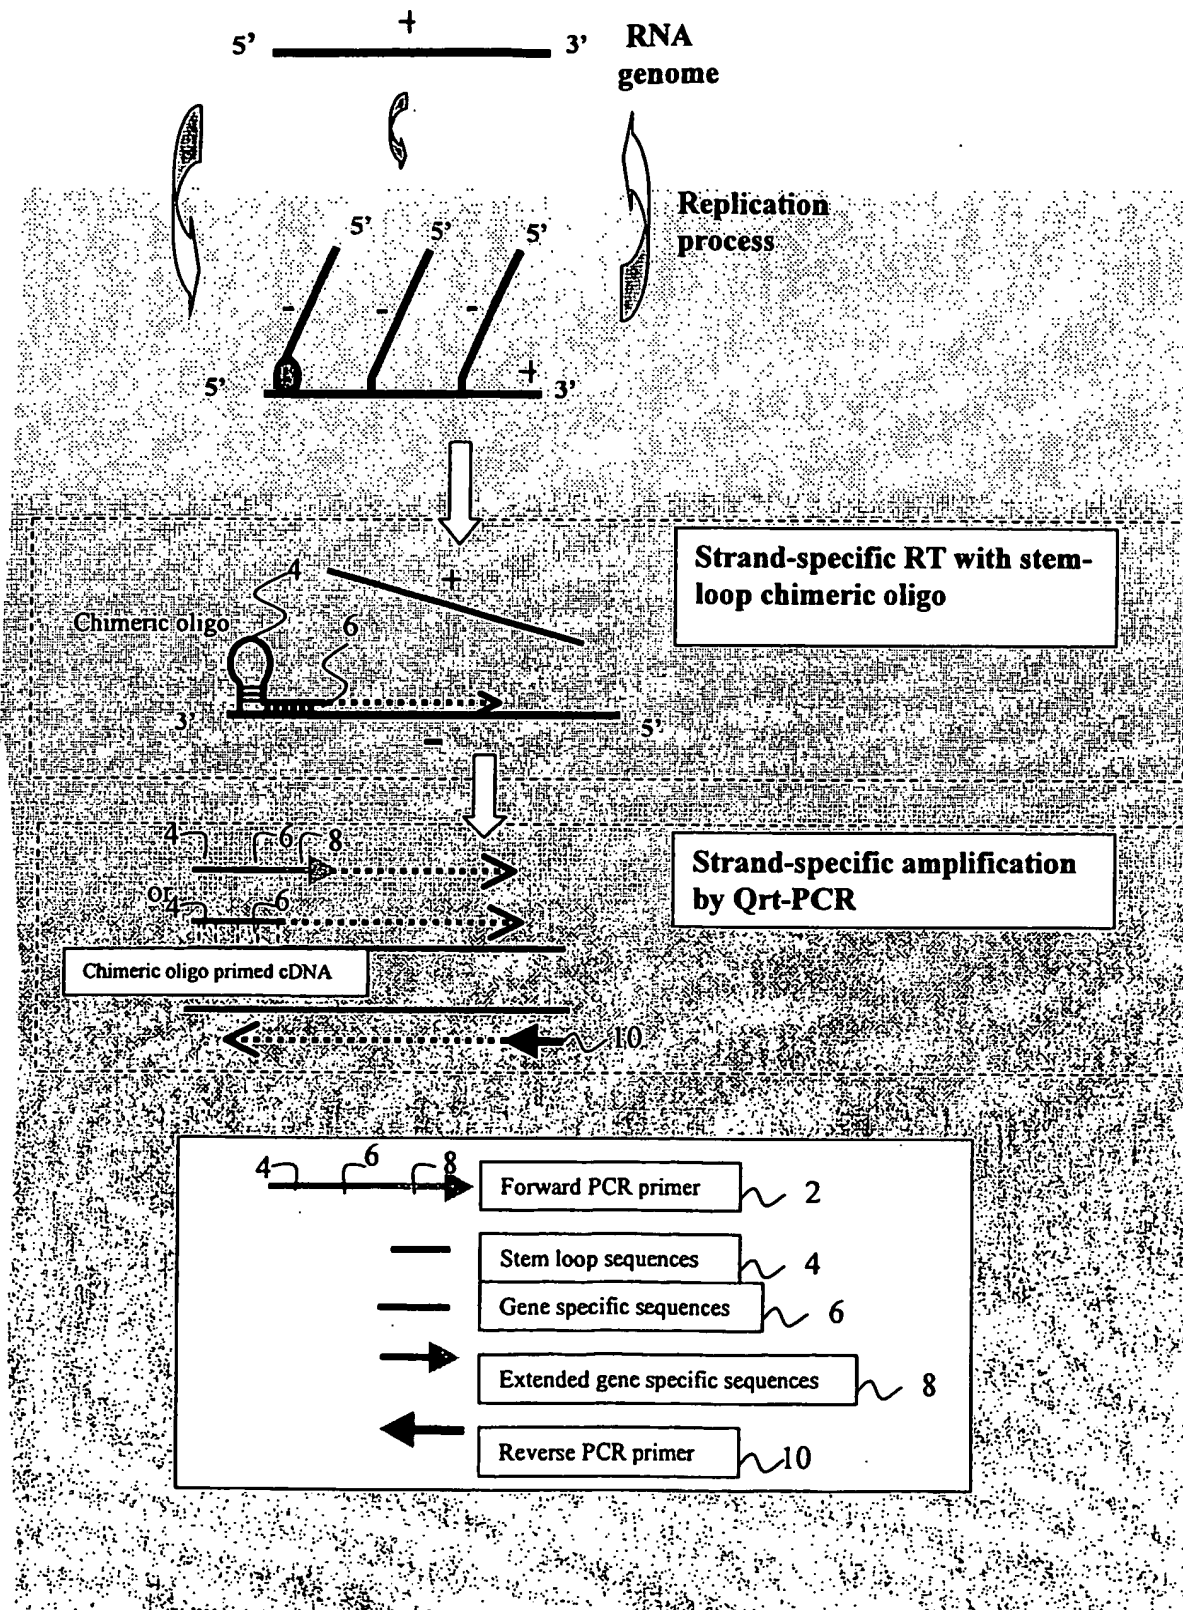 +
5' 3' RNA
genome
Replication
process
5' 5' 5'
- - -
+
5' 3'
Strand-specific RT with stem-
loop chimeric oligo
4 +
Chimeric oligo 6
3' 5'
-
4 6 8
or
4 6
Strand-specific amplification
by Qrt-PCR
Chimeric oligo primed cDNA
10
4 6 8 Forward PCR primer 2
Stem loop sequences 4
Gene specific sequences 6
Extended gene specific sequences 8
Reverse PCR primer 10